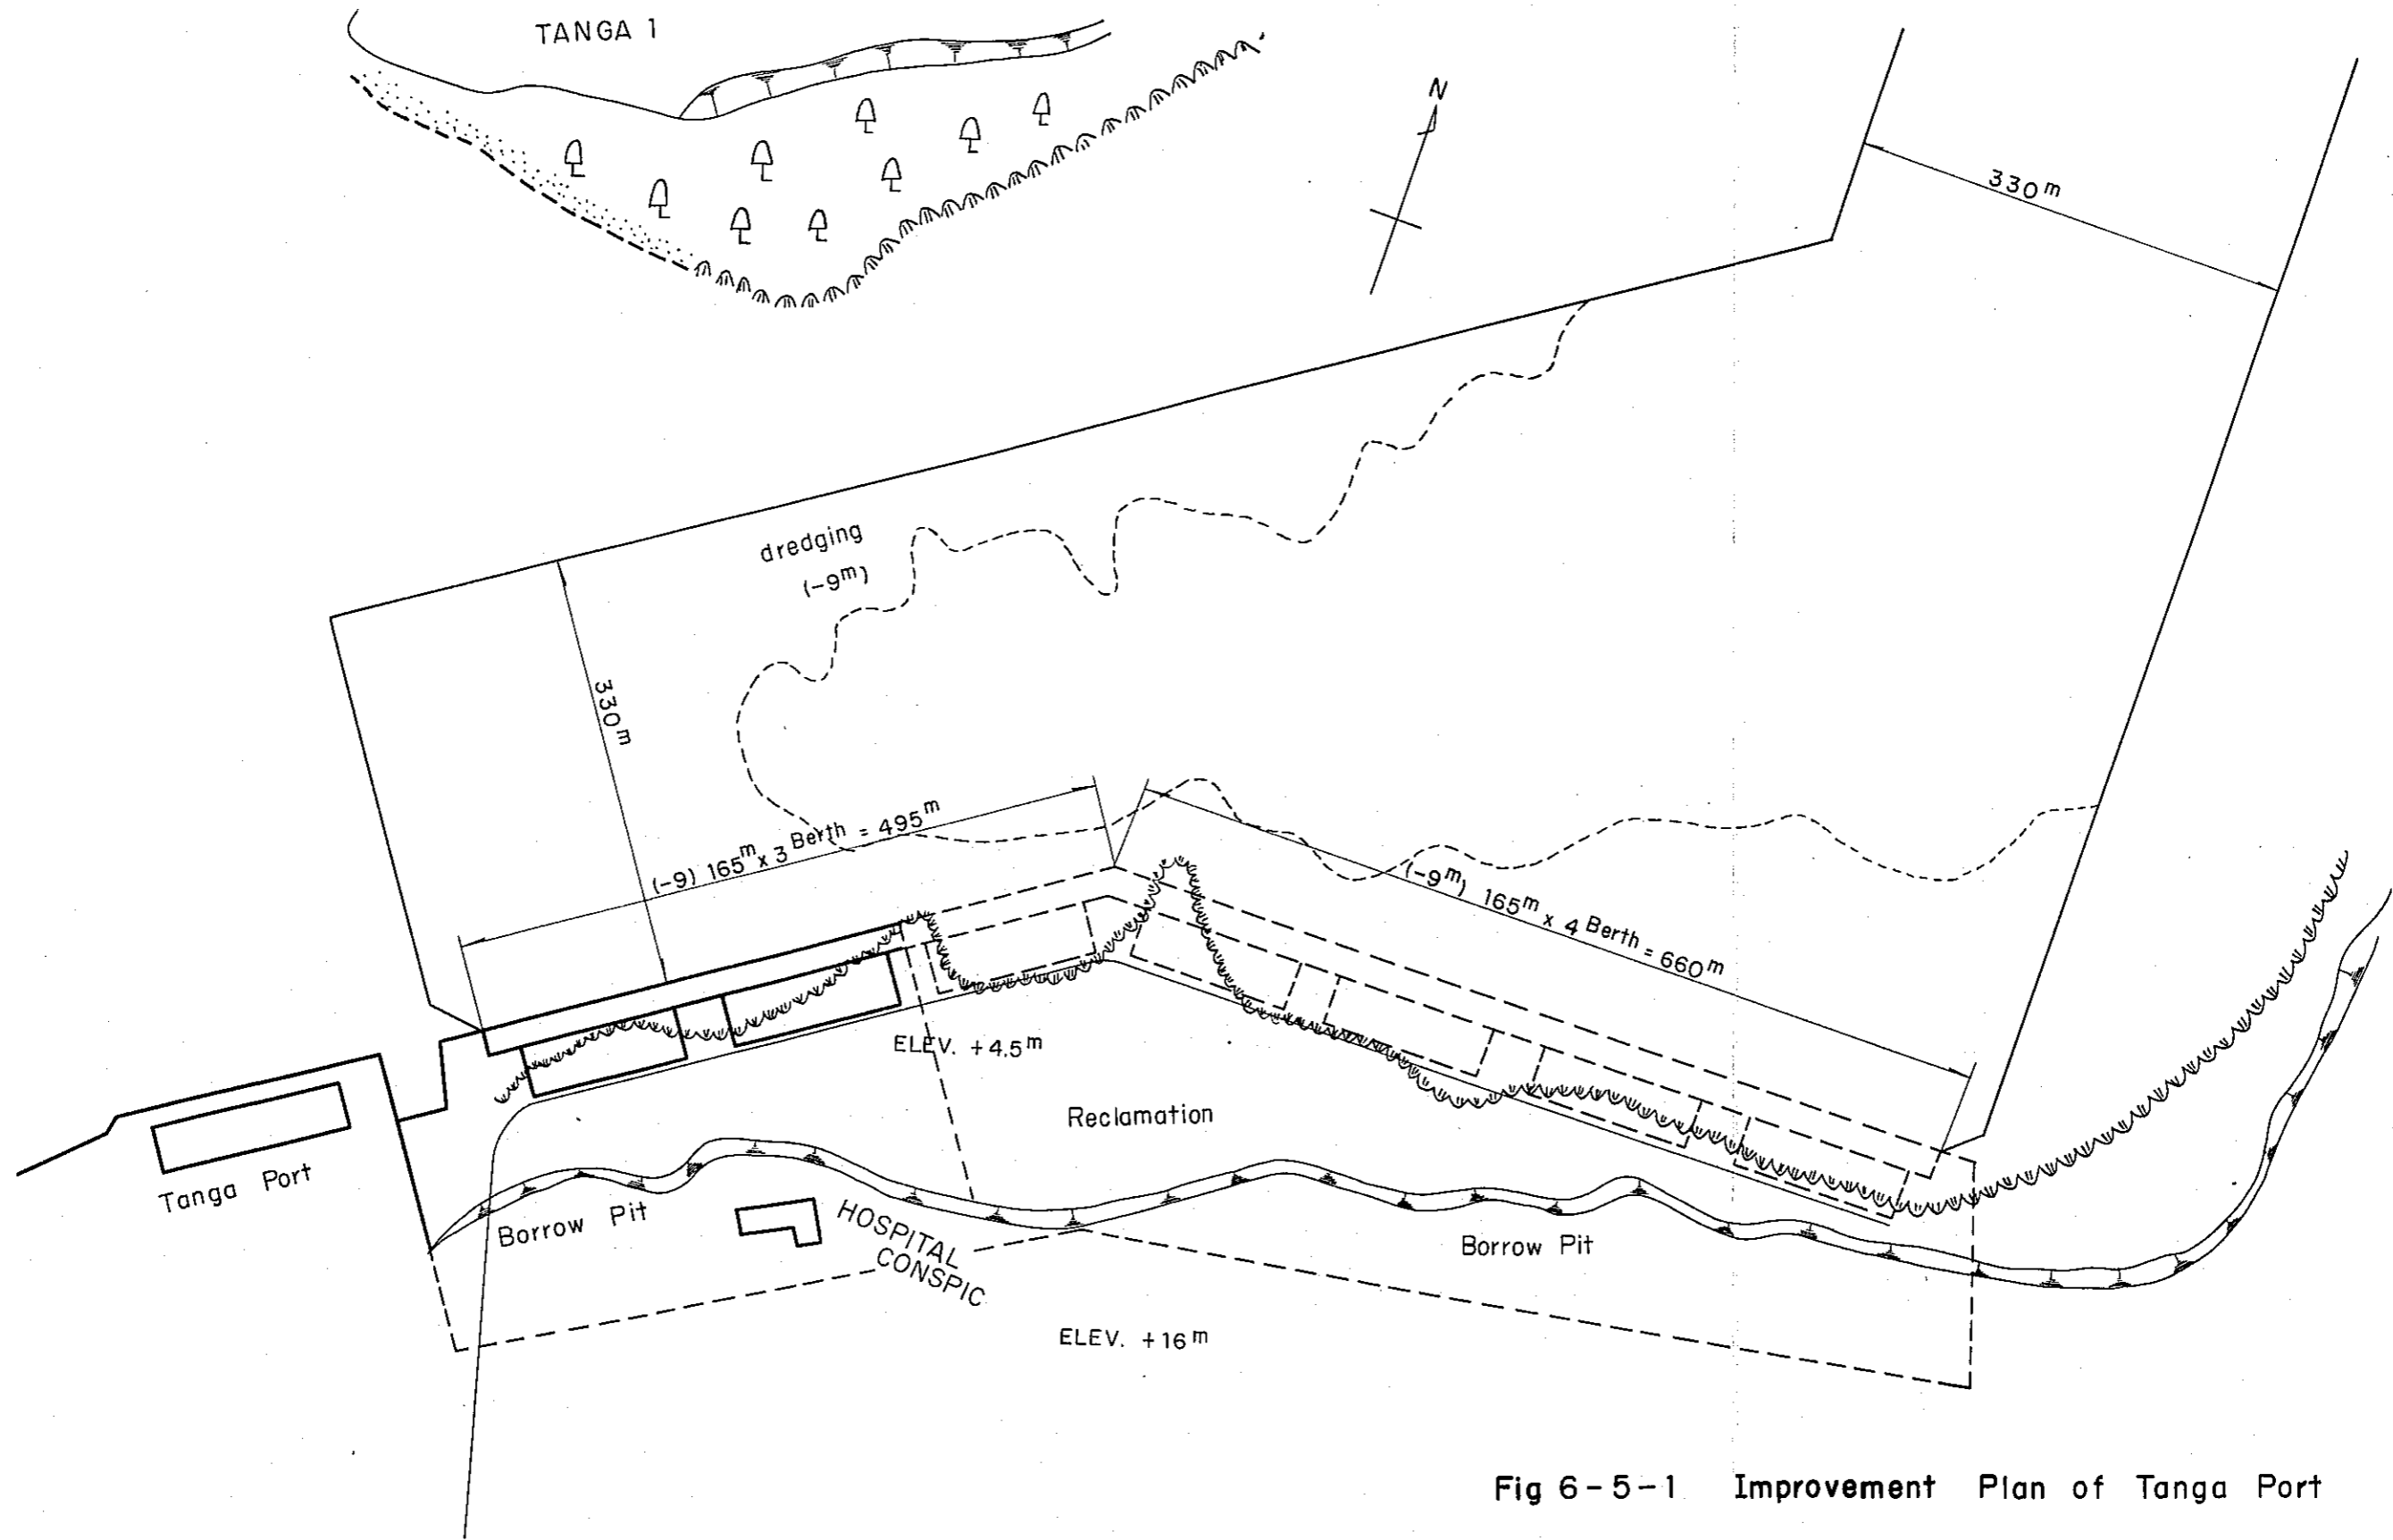 TANGA 1
N
330m
dredging
(-9m)
330m
(-9) 165m x 3 Berth = 495m
(-9m) 165m x 4 Berth = 660m
ELEV. +4.5m
Reclamation
Tanga Port
Borrow Pit
HOSPITAL
CONSPIC
Borrow Pit
ELEV. +16m
Fig 6-5-1 Improvement Plan of Tanga Port